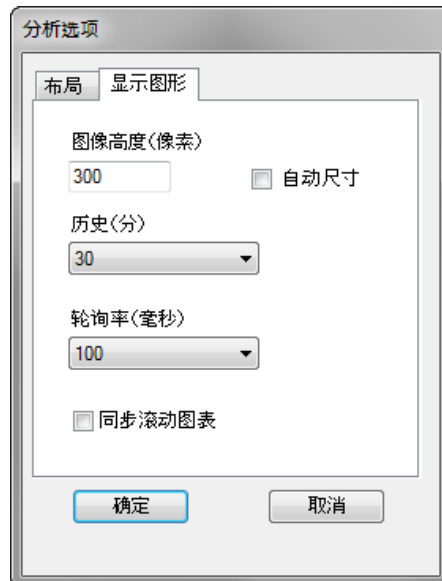 分析选项
布局
显示图形
图像高度(像素)
300
自动尺寸
历史(分)
30
轮询率(毫秒)
100
同步滚动图表
确定
取消